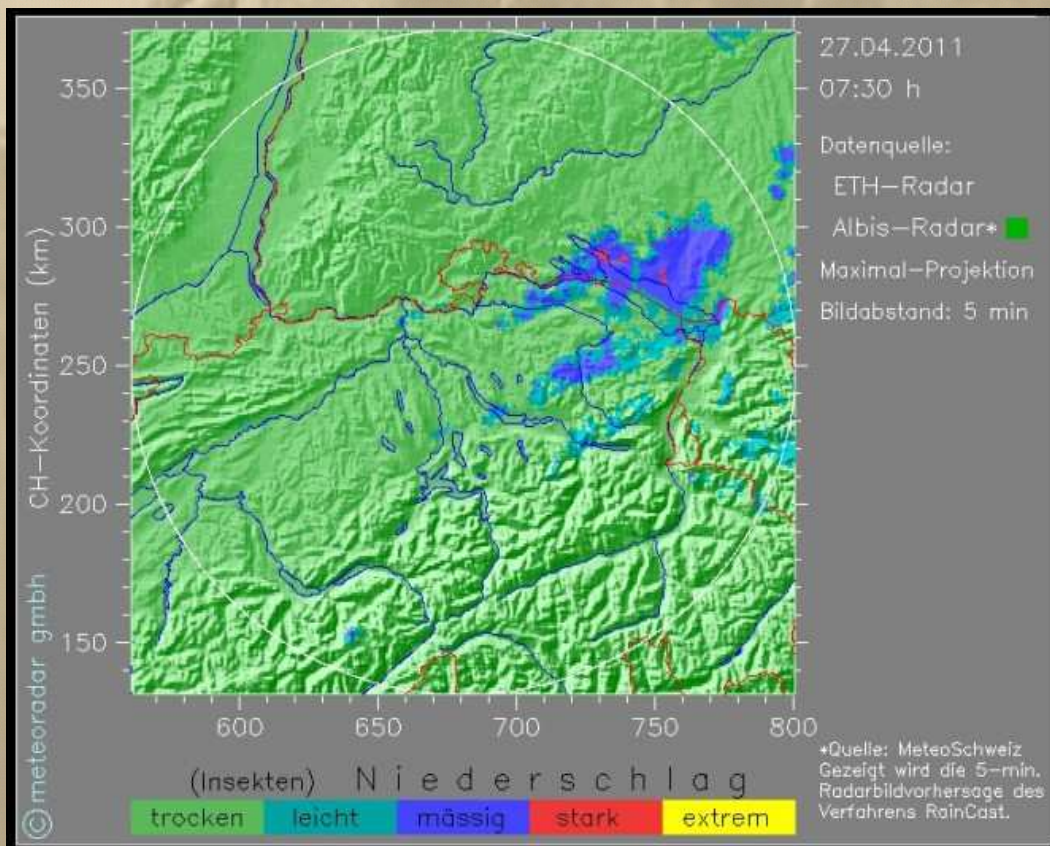 27.04.2011
07:30 h
Datenquelle:
ETH-Radar
Albis-Radar*
Maximal-Projektion
Bildabstand: 5 min
CH-Koordinaten (km)
350
300
250
200
150
600
650
700
750
800
© meteoradar gmbh
(Insekten) Niederschlag
trocken leicht mässig stark extrem
*Quelle: MeteoSchweiz
Gezeigt wird die 5-min.
Radarbildvorhersage des
Verfahrens RainCast.